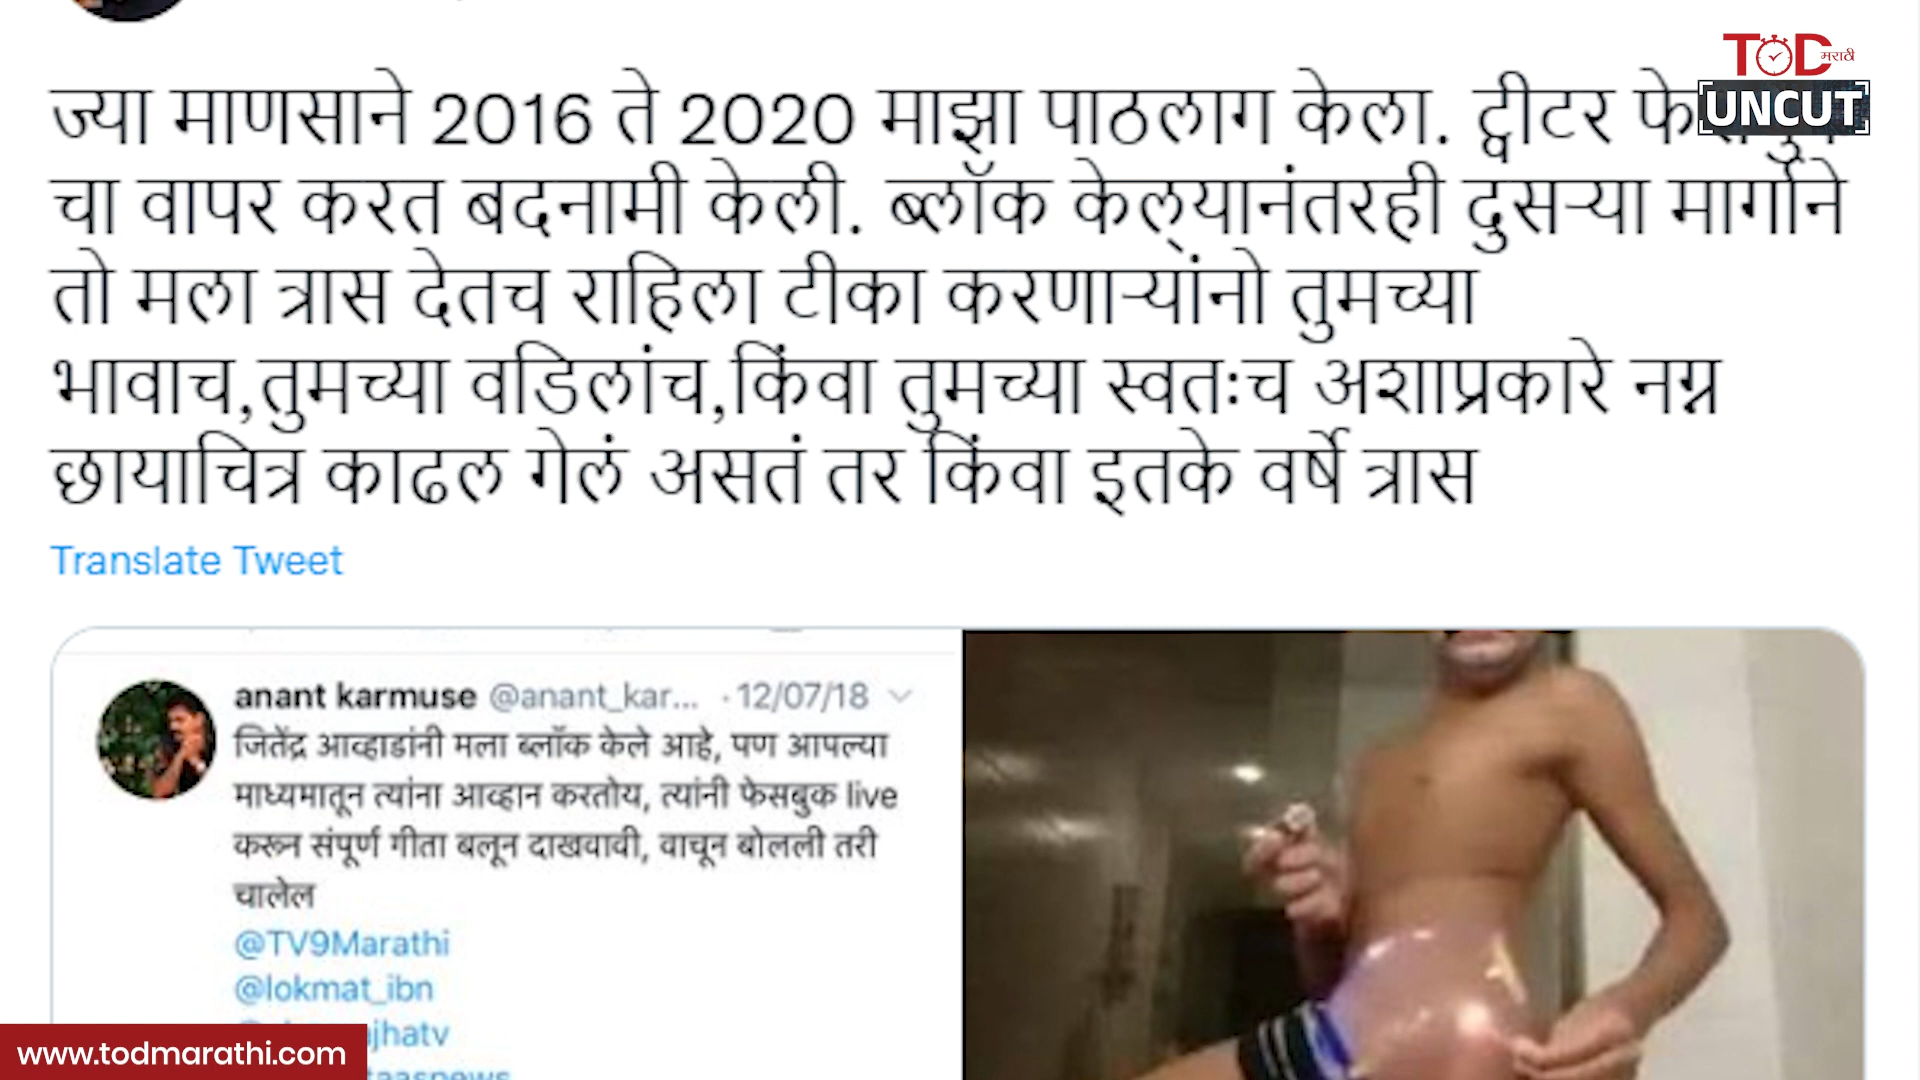 TOD मराठी
UNCUT
ज्या माणसाने 2016 ते 2020 माझा पाठलाग केला. ट्वीटर
चा वापर करत बदनामी केली. ब्लॉक केल्यानंतरही दुसऱ्या मार्गाने
तो मला त्रास देतच राहिला टीका करणाऱ्यांनो तुमच्या
भावाच,तुमच्या वडिलांच,किंवा तुमच्या स्वतःच अशाप्रकारे नग्न
छायाचित्र काढल गेलं असतं तर किंवा इतके वर्षे त्रास
Translate Tweet
anant karmuse @anant_kar... · 12/07/18
जितेंद्र आव्हाडांनी मला ब्लॉक केले आहे, पण आपल्या
माध्यमातून त्यांना आव्हान करतोय, त्यांनी फेसबुक live
करून संपूर्ण गीता बलून दाखवावी, वाचून बोलली तरी
चालेल
@TV9Marathi
@lokmat_ibn
www.todmarathi.com